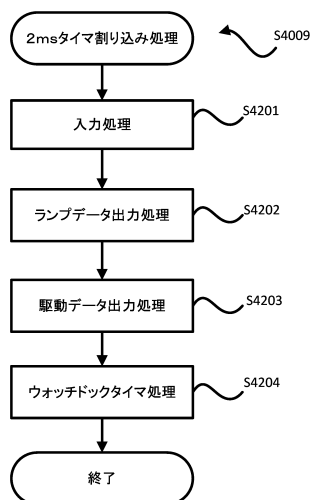 2msタイマ割り込み処理
S4009
入力処理
S4201
ランプデータ出力処理
S4202
駆動データ出力処理
S4203
ウォッチドックタイマ処理
S4204
終了